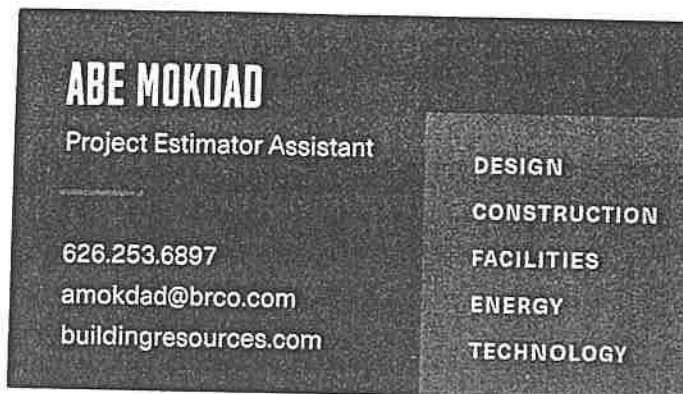 ABE MOKDAD
Project Estimator Assistant
626.253.6897
amokdad@brco.com
buildingresources.com
DESIGN
CONSTRUCTION
FACILITIES
ENERGY
TECHNOLOGY